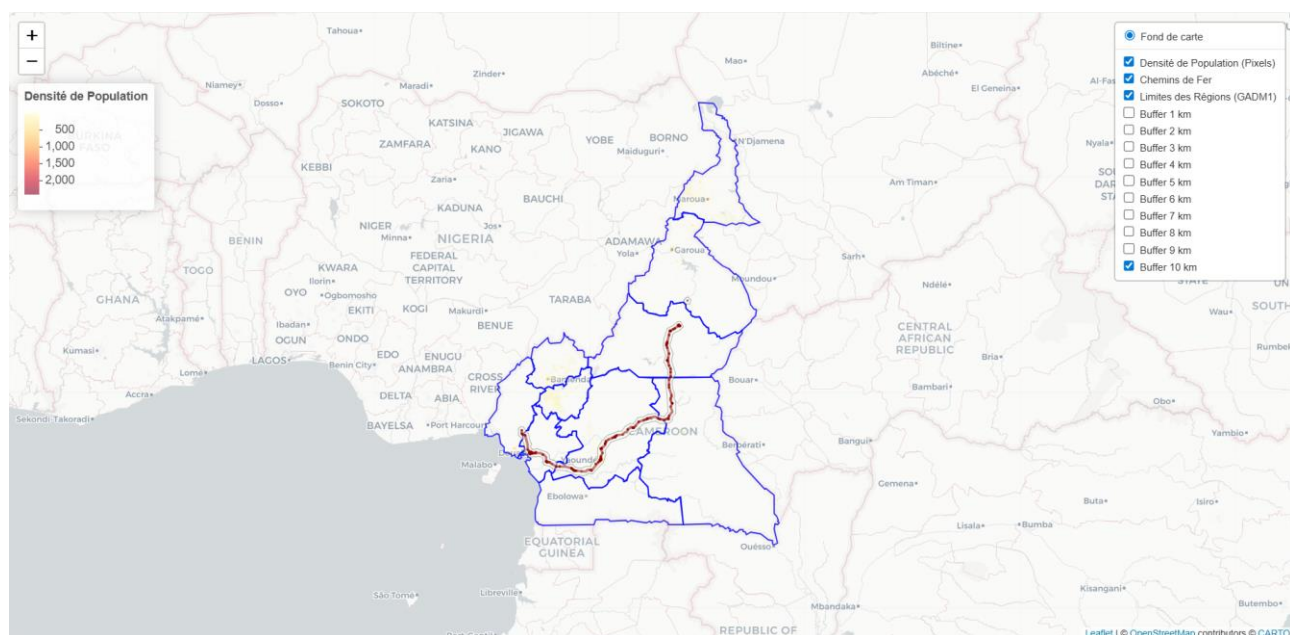 +
−
Densité de Population
500
1,000
1,500
2,000
Fond de carte
Densité de Population (Pixels)
Chemins de Fer
Limites des Régions (GADM1)
Buffer 1 km
Buffer 2 km
Buffer 3 km
Buffer 4 km
Buffer 5 km
Buffer 6 km
Buffer 7 km
Buffer 8 km
Buffer 9 km
Buffer 10 km
Tahoua
Niamey
Dosso
Zinder
Maradi
Mao
Biltine
Abéché
El Geneina
Nyala
SOKOTO
KATSINA
ZAMFARA
KANO
JIGAWA
YOBE
BORNO
Maiduguri
N'Djamena
KEBBI
Zaria
KADUNA
BAUCHI
Maroua
Am Timan
NIGER
Minna
Jos
NIGERIA
ADAMAWA
Yola
Garoua
BENIN
KWARA
Ilorin
FEDERAL
CAPITAL
TERRITORY
Moundou
Sarh
TOGO
OYO
Ogbomosho
KOGI
Makurdi
TARABA
Ndélé
GHANA
Atakpamé
EKITI
BENUE
Ibadan
OGUN
ONDO
EDO
ENUGU
CENTRAL
AFRICAN
REPUBLIC
Wau
Rumbek
Kumasi
Lome
LAGOS
Benin City
ANAMBRA
CROSS
RIVER
Bamenda
Bouar
Bria
Accra
DELTA
ABIA
Bambari
Obo
Sekondi-Takoradi
BAYELSA
Port Harcourt
CAMEROON
Berbérati
Bangui
Yambio
Malabo
Yaoundé
Gemena
Ebolowa
Buta
Isiro
Lisala
Bumba
EQUATORIAL
GUINEA
Ouésso
São Tomé
Libreville
Kisangani
Mbandaka
Butembo
REPUBLIC OF
Leaflet | © OpenStreetMap contributors © CARTO